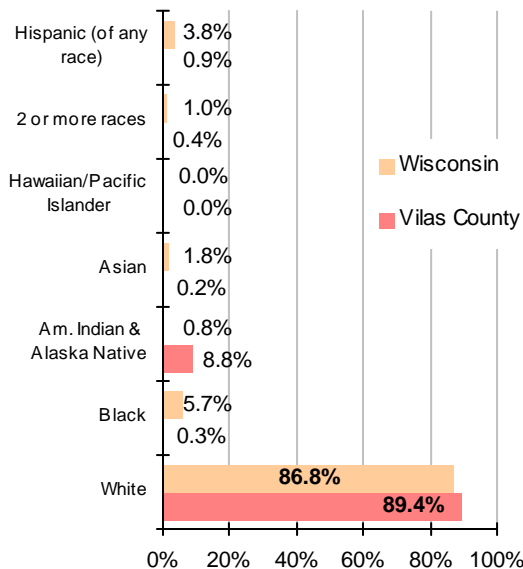 Hispanic (of any
race)
3.8%
0.9%
2 or more races
1.0%
0.4%
Hawaiian/Pacific
Islander
0.0%
0.0%
Asian
1.8%
0.2%
Am. Indian &
Alaska Native
0.8%
8.8%
Black
5.7%
0.3%
White
86.8%
89.4%
0% 20% 40% 60% 80% 100%
Wisconsin
Vilas County